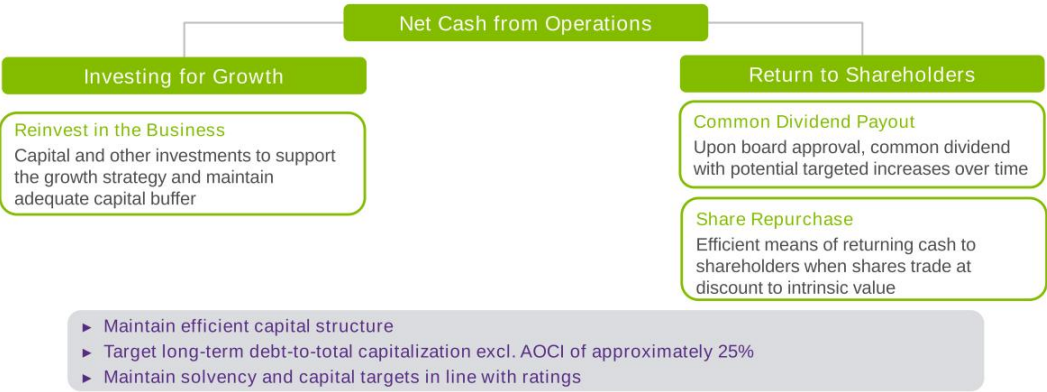 Net Cash from Operations
Investing for Growth
Reinvest in the Business
Capital and other investments to support
the growth strategy and maintain
adequate capital buffer
Return to Shareholders
Common Dividend Payout
Upon board approval, common dividend
with potential targeted increases over time
Share Repurchase
Efficient means of returning cash to
shareholders when shares trade at
discount to intrinsic value
► Maintain efficient capital structure
► Target long-term debt-to-total capitalization excl. AOCI of approximately 25%
► Maintain solvency and capital targets in line with ratings